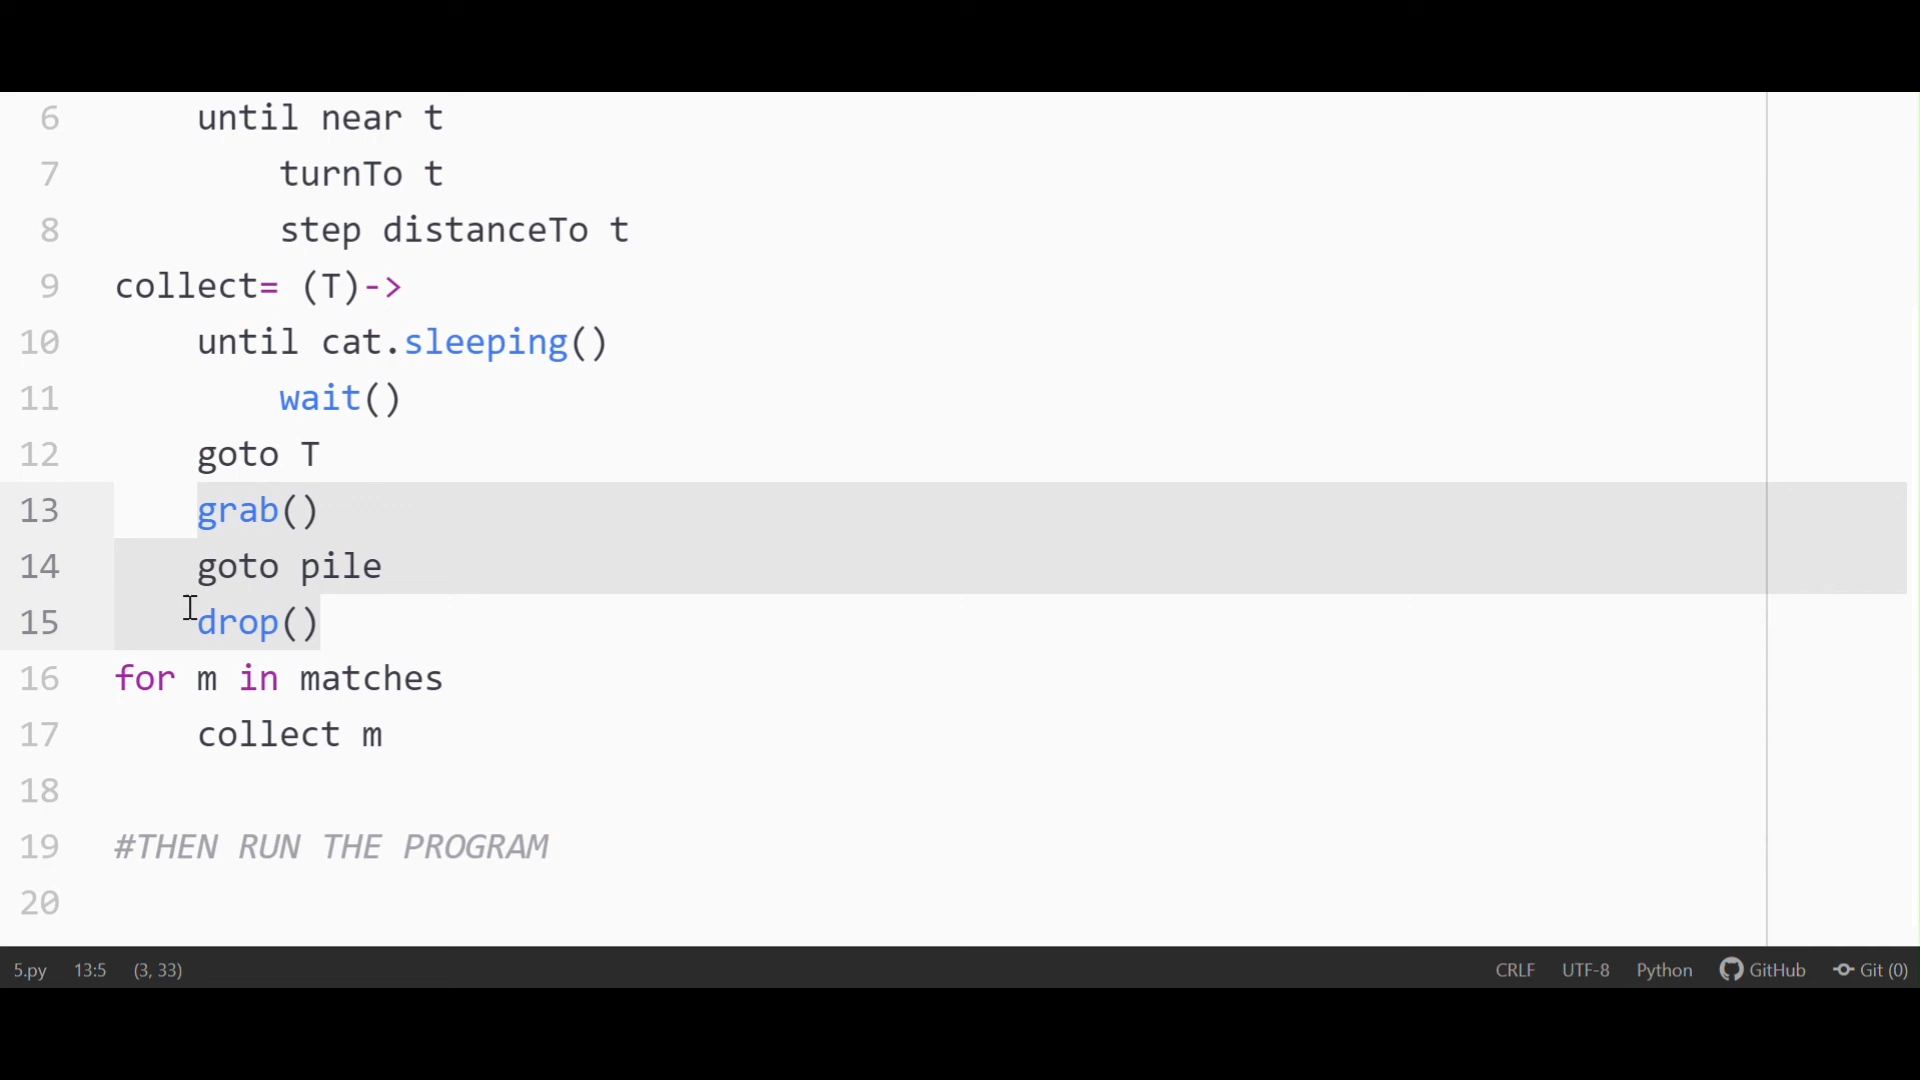 6 until near t
7 turnTo t
8 step distanceTo t
9 collect= (T)->
10 until cat.sleeping()
11 wait()
12 goto T
13 grab()
14 goto pile
15 drop()
16 for m in matches
17 collect m
18
19 #THEN RUN THE PROGRAM
20
5.py 13:5 (3, 33) CRLF UTF-8 Python GitHub Git (0)